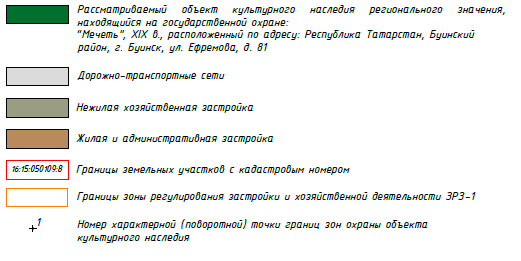 Рассматриваемый объект культурного наследия регионального значения,
находящийся на государственной охране:
"Мечеть", XIX в., расположенный по адресу: Республика Татарстан, Буинский
район, г. Буинск, ул. Ефремова, д. 81
Дорожно-транспортные сети
Нежилая хозяйственная застройка
Жилая и административная застройка
16:15:050109:8 Границы земельных участков с кадастровым номером
Границы зоны регулирования застройки и хозяйственной деятельности ЗРЗ-1
1 Номер характерной (поворотной) точки границ зон охраны объекта
культурного наследия